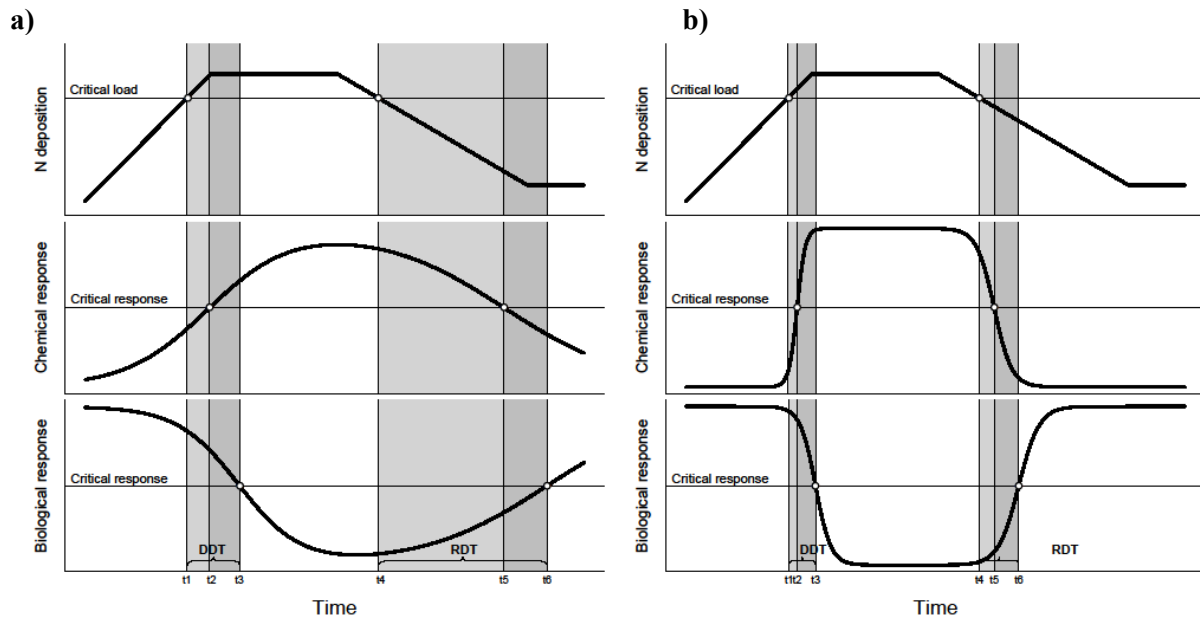 a)
N deposition
Critical load
Chemical response
Critical response
Biological response
Critical response
DDT
RDT
t1 t2 t3 t4 t5 t6
Time
b)
N deposition
Critical load
Chemical response
Critical response
Biological response
Critical response
DDT
RDT
t1 t2 t3 t4 t5 t6
Time